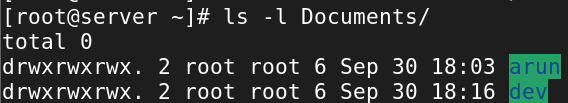 [root@server ~]# ls -l Documents/
total 0
drwxrwxrwx. 2 root root 6 Sep 30 18:03 arun
drwxrwxrwx. 2 root root 6 Sep 30 18:16 dev